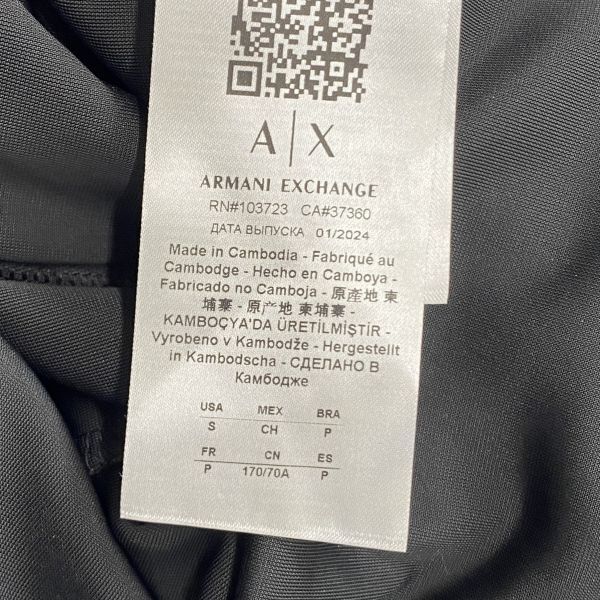 A|X
ARMANI EXCHANGE
RN#103723 CA#37360
ДАТА ВЫПУСКА 01/2024
Made in Cambodia - Fabriqué au
Cambodge - Hecho en Camboya -
Fabricado no Camboja - 原產地 柬
埔寨 - 原产地 柬埔寨 -
KAMBOÇYA'DA ÜRETİLMİŞTİR -
Vyrobeno v Kambodže - Hergestellt
in Kambodscha - СДЕЛАНО В
Камбодже
USA MEX BRA
S CH P
FR CN ES
P 170/70A P